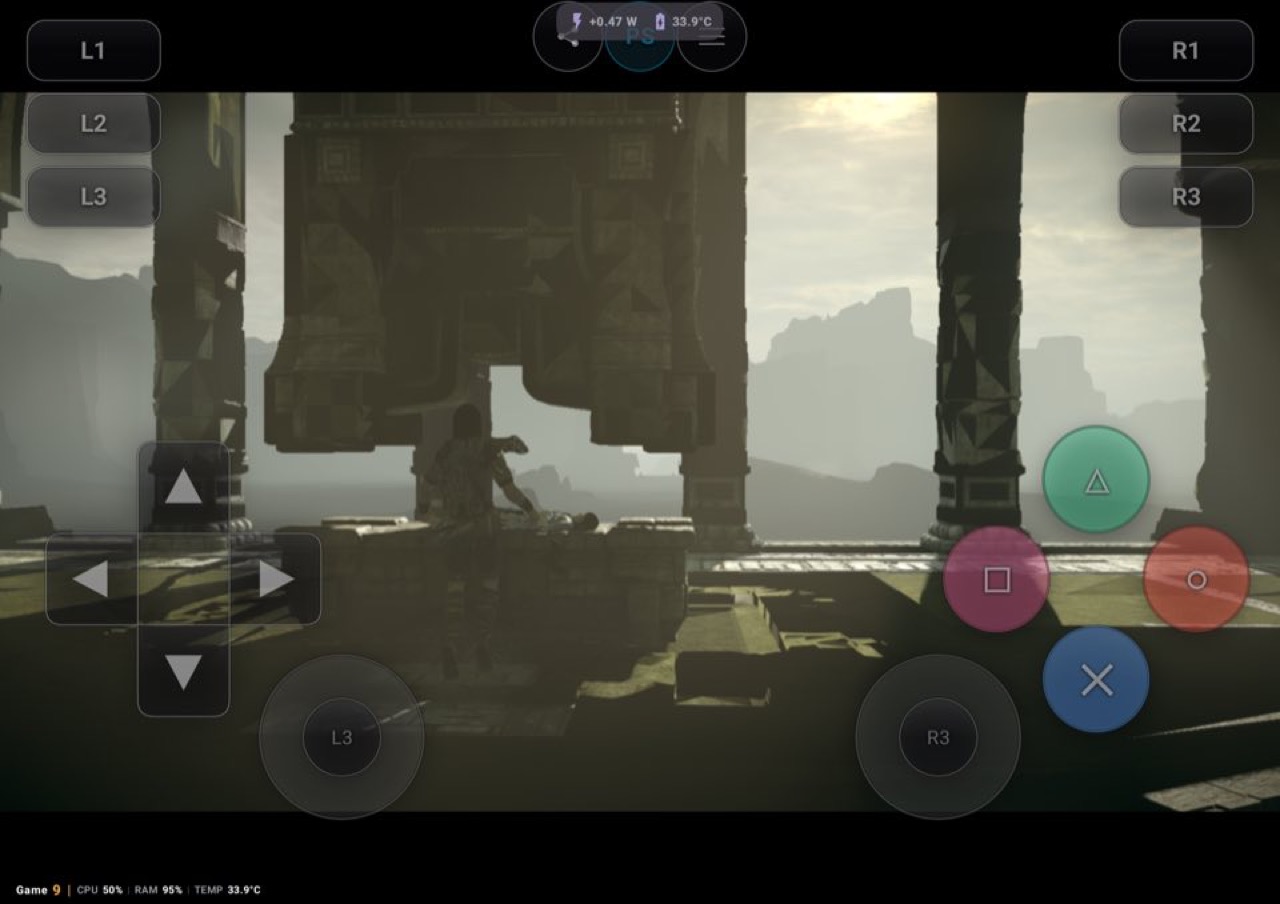 +0.47 W 33.9°C
PS
L1
R1
L2
R2
L3
R3
L3
R3
Game 9 | CPU 50% | RAM 95% | TEMP 33.9°C